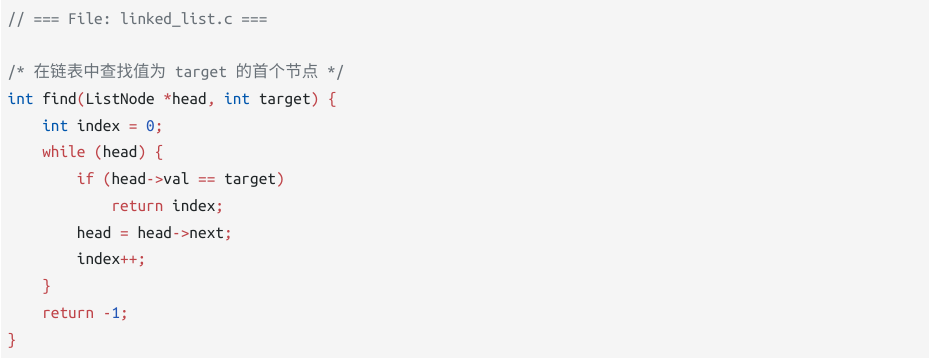 // === File: linked_list.c ===
/* 在链表中查找值为 target 的首个节点 */
int find(ListNode *head, int target) {
    int index = 0;
    while (head) {
        if (head->val == target)
            return index;
        head = head->next;
        index++;
    }
    return -1;
}